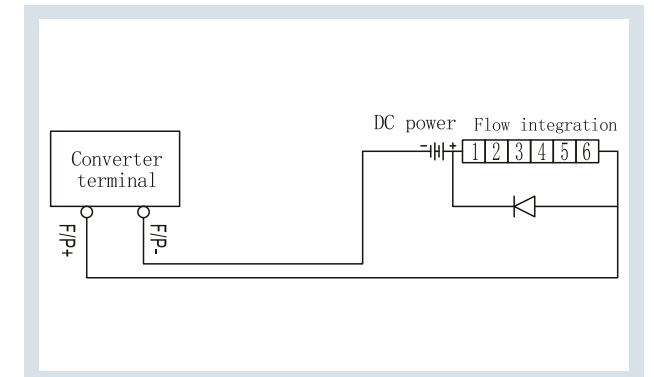 DC power Flow integration
- + 1 2 3 4 5 6
Converter
terminal
F/P+
F/P-